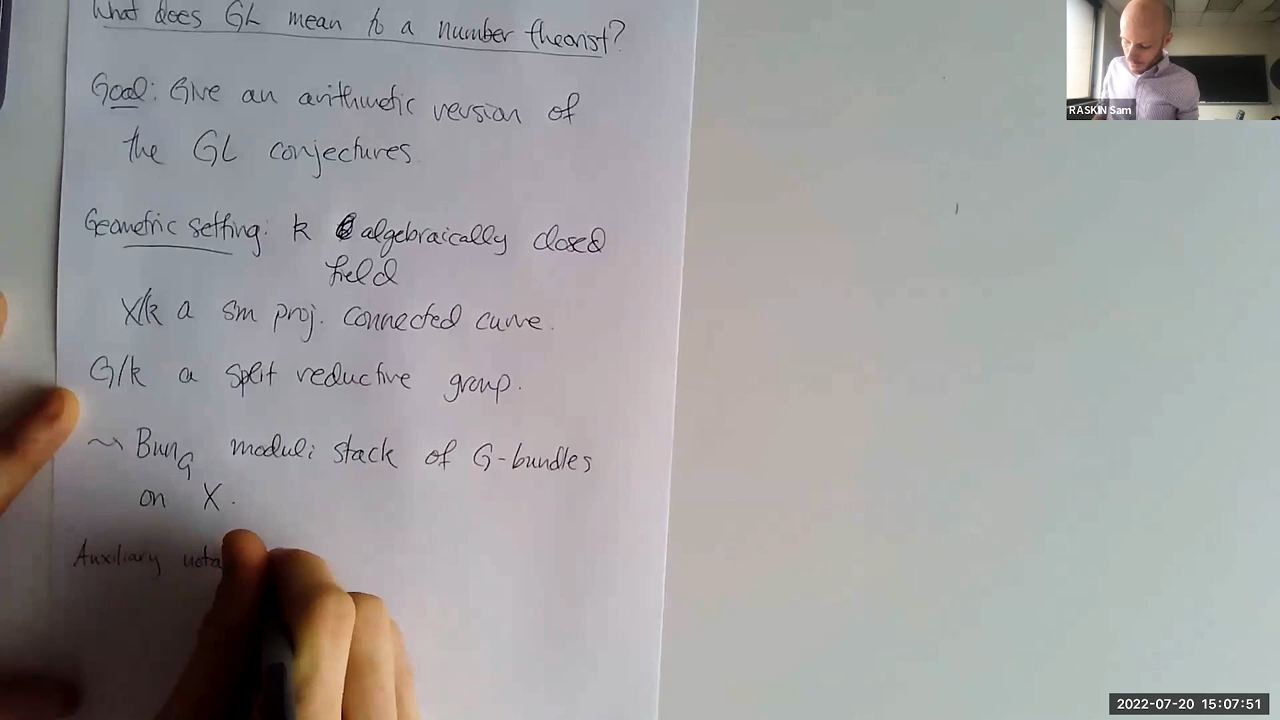 What does GL mean to a number theorist?
Goal: Give an arithmetic version of
the GL conjectures.
Geometric setting: k algebraically closed
field
X/k a sm proj. connected curve.
G/k a split reductive group.
~> Bun_G moduli stack of G-bundles
on X.
Auxiliary nota
RASKIN Sam
2022-07-20 15:07:51